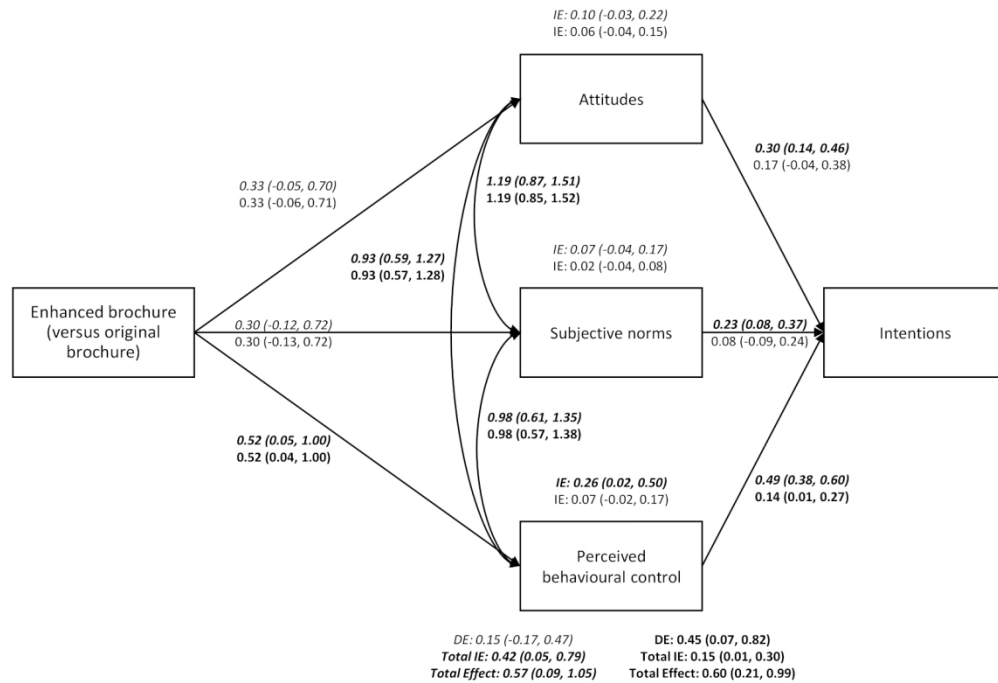 IE: 0.10 (-0.03, 0.22)
IE: 0.06 (-0.04, 0.15)
Attitudes
0.30 (0.14, 0.46)
0.17 (-0.04, 0.38)
0.33 (-0.05, 0.70)
0.33 (-0.06, 0.71)
1.19 (0.87, 1.51)
1.19 (0.85, 1.52)
0.93 (0.59, 1.27)
0.93 (0.57, 1.28)
IE: 0.07 (-0.04, 0.17)
IE: 0.02 (-0.04, 0.08)
Enhanced brochure
(versus original
brochure)
0.30 (-0.12, 0.72)
0.30 (-0.13, 0.72)
Subjective norms
0.23 (0.08, 0.37)
0.08 (-0.09, 0.24)
Intentions
0.98 (0.61, 1.35)
0.98 (0.57, 1.38)
0.52 (0.05, 1.00)
0.52 (0.04, 1.00)
IE: 0.26 (0.02, 0.50)
IE: 0.07 (-0.02, 0.17)
0.49 (0.38, 0.60)
0.14 (0.01, 0.27)
Perceived
behavioural control
DE: 0.15 (-0.17, 0.47)
Total IE: 0.42 (0.05, 0.79)
Total Effect: 0.57 (0.09, 1.05)
DE: 0.45 (0.07, 0.82)
Total IE: 0.15 (0.01, 0.30)
Total Effect: 0.60 (0.21, 0.99)